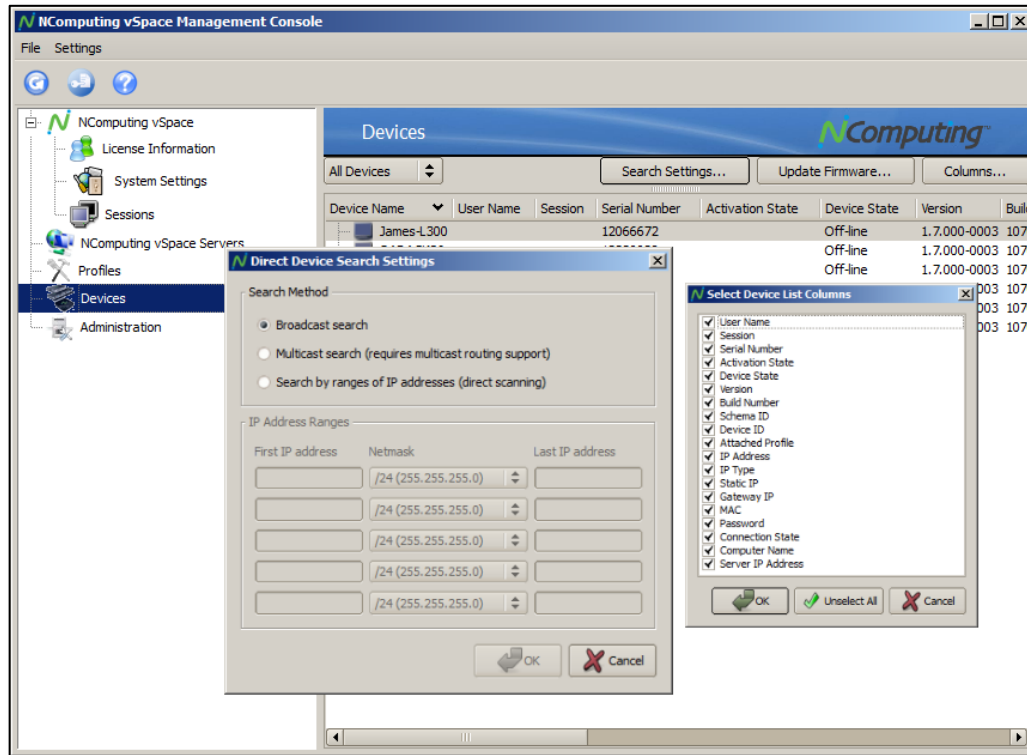 NComputing vSpace Management Console
File Settings
NComputing vSpace
License Information
System Settings
Sessions
NComputing vSpace Servers
Profiles
Devices
Administration
Devices
NComputing
All Devices
Search Settings...
Update Firmware...
Columns...
Device Name User Name Session Serial Number Activation State Device State Version
James-L300 12066672 Off-line 1.7.000-0003 107
Off-line 1.7.000-0003 107
Off-line 1.7.000-0003 107
003 107
003 107
003 107
Direct Device Search Settings
Search Method
Broadcast search
Multicast search (requires multicast routing support)
Search by ranges of IP addresses (direct scanning)
IP Address Ranges
First IP address Netmask Last IP address
/24 (255.255.255.0)
/24 (255.255.255.0)
/24 (255.255.255.0)
/24 (255.255.255.0)
/24 (255.255.255.0)
OK Cancel
Select Device List Columns
User Name
Session
Serial Number
Activation State
Device State
Version
Build Number
Schema ID
Device ID
Attached Profile
IP Address
IP Type
Static IP
Gateway IP
MAC
Password
Connection State
Computer Name
Server IP Address
OK Unselect All Cancel